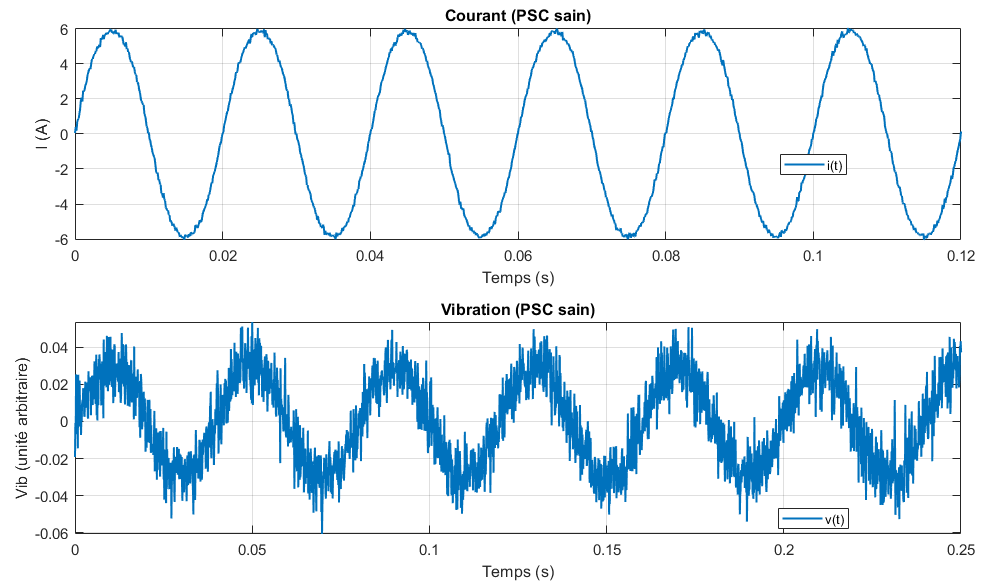 Courant (PSC sain)
6
4
2
0
-2
-4
-6
I (A)
i(t)
0 0.02 0.04 0.06 0.08 0.1 0.12
Temps (s)
Vibration (PSC sain)
0.04
0.02
0
-0.02
-0.04
-0.06
Vib (unité arbitraire)
v(t)
0 0.05 0.1 0.15 0.2 0.25
Temps (s)